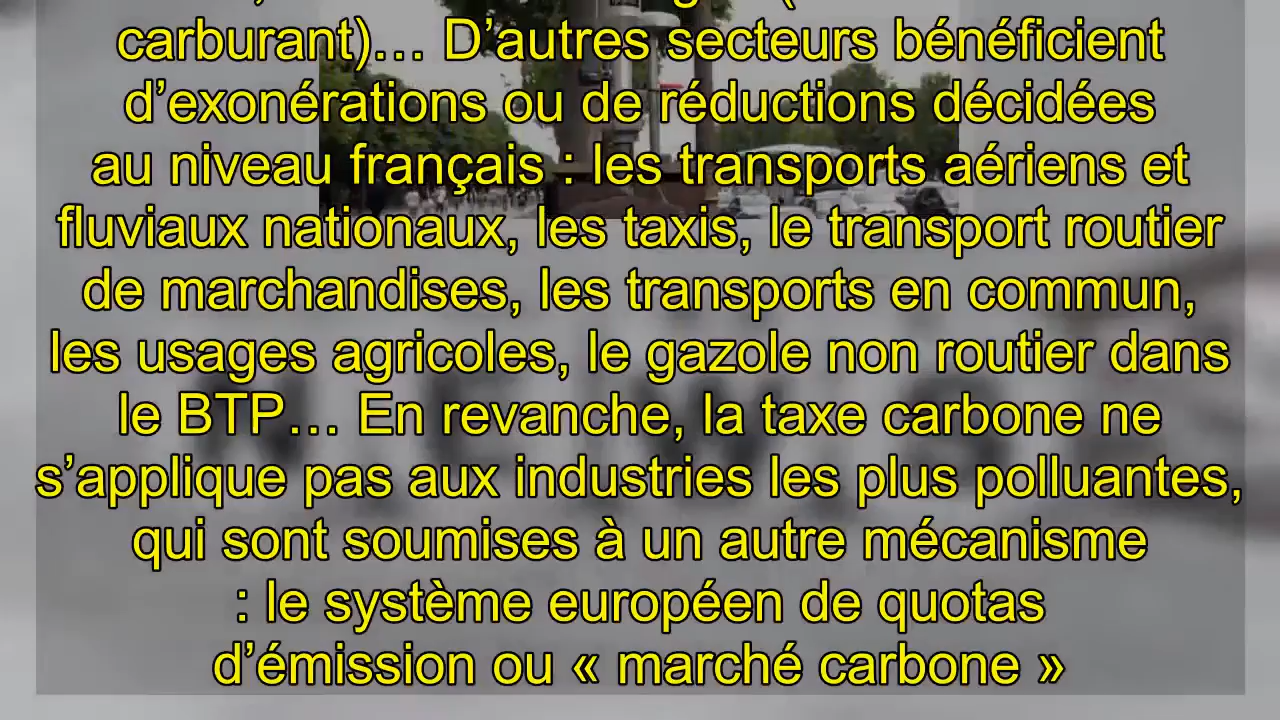 carburant)… D’autres secteurs bénéficient
d’exonérations ou de réductions décidées
au niveau français : les transports aériens et
fluviaux nationaux, les taxis, le transport routier
de marchandises, les transports en commun,
les usages agricoles, le gazole non routier dans
le BTP… En revanche, la taxe carbone ne
s’applique pas aux industries les plus polluantes,
qui sont soumises à un autre mécanisme
: le système européen de quotas
d’émission ou « marché carbone »